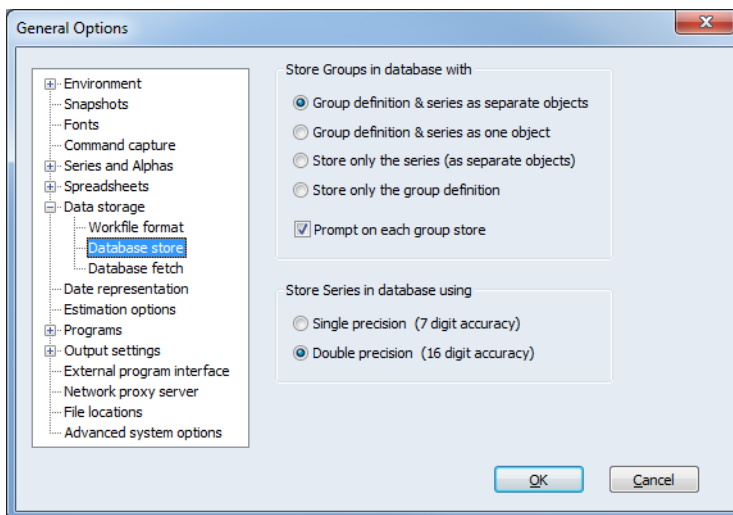 General Options
Environment
Snapshots
Fonts
Command capture
Series and Alphas
Spreadsheets
Data storage
Workfile format
Database store
Database fetch
Date representation
Estimation options
Programs
Output settings
External program interface
Network proxy server
File locations
Advanced system options
Store Groups in database with
Group definition & series as separate objects
Group definition & series as one object
Store only the series (as separate objects)
Store only the group definition
Prompt on each group store
Store Series in database using
Single precision (7 digit accuracy)
Double precision (16 digit accuracy)
OK
Cancel